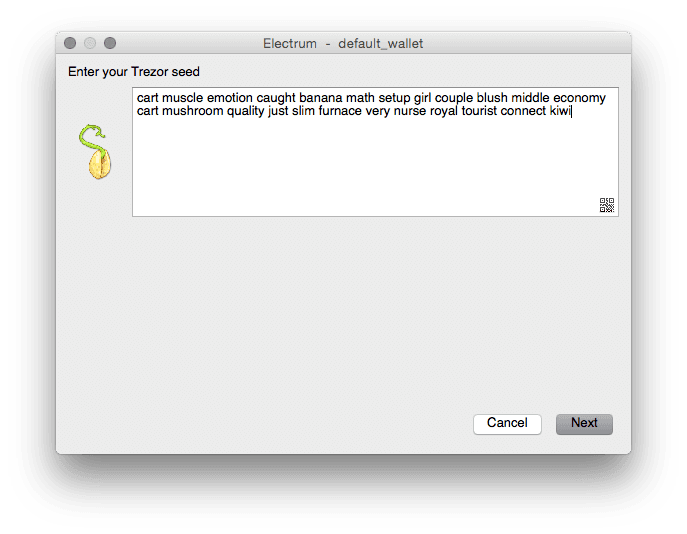 Electrum - default_wallet
Enter your Trezor seed
cart muscle emotion caught banana math setup girl couple blush middle economy
cart mushroom quality just slim furnace very nurse royal tourist connect kiwi
Cancel
Next